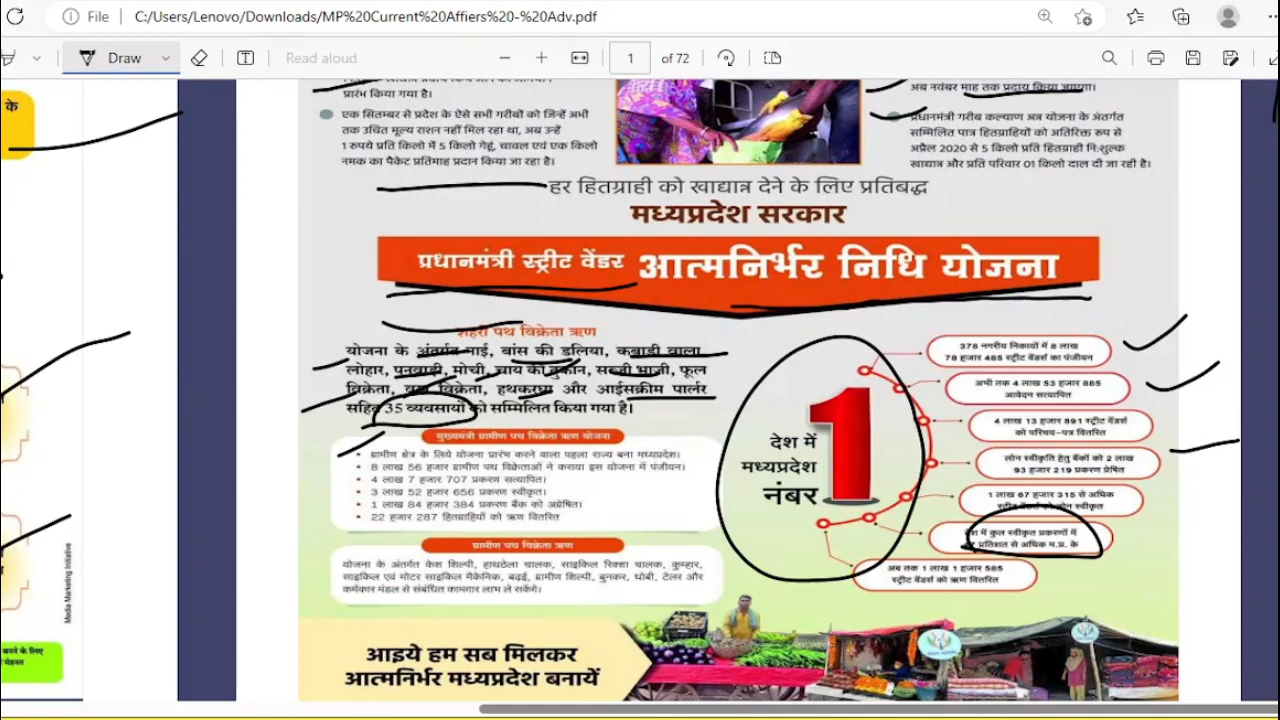 File
C:/Users/Lenovo/Downloads/MP%20Current%20Affiers%20-%20Adv.pdf
Draw
Read aloud
1 of 72
के
प्रारंभ किया गया है।
एक सितम्बर से प्रदेश के ऐसे सभी गरीबों को जिन्हें अभी
तक उचित मूल्य राशन नहीं मिल रहा था, अब उन्हें
1 रुपये प्रति किलो में 5 किलो गेहूं, चावल एवं एक किलो
नमक का पैकेट प्रतिमाह प्रदान किया जा रहा है।
अब नवंबर माह तक प्रदाय किया जाएगा।
प्रधानमंत्री गरीब कल्याण अन्न योजना के अंतर्गत
सम्मिलित पात्र हितग्राहियों को अतिरिक्त रूप से
अप्रैल 2020 से 5 किलो प्रति हितग्राही नि:शुल्क
खाद्यान्न और प्रति परिवार 01 किलो दाल दी जा रही है।
हर हितग्राही को खाद्यान्न देने के लिए प्रतिबद्ध
मध्यप्रदेश सरकार
प्रधानमंत्री स्ट्रीट वेंडर आत्मनिर्भर निधि योजना
शहरी पथ विक्रेता ऋण
योजना के अंतर्गत नाई, बांस की डलिया, कबाड़ी वाला
लोहार, पनवाड़ी, मोची, चाय की दुकान, सब्जी भाजी, फूल
विक्रेता, वस्त्र विक्रेता, हथकरघा और आईसक्रीम पार्लर
सहित 35 व्यवसायों को सम्मिलित किया गया है।
मुख्यमंत्री ग्रामीण पथ विक्रेता ऋण योजना
ग्रामीण क्षेत्र के लिये योजना प्रारंभ करने वाला पहला राज्य बना मध्यप्रदेश।
8 लाख 56 हजार ग्रामीण पथ विक्रेताओं ने कराया इस योजना में पंजीयन।
4 लाख 7 हजार 707 प्रकरण सत्यापित।
3 लाख 52 हजार 656 प्रकरण स्वीकृत।
1 लाख 84 हजार 384 प्रकरण बैंक को अग्रेषित।
22 हजार 287 हितग्राहियों को ऋण वितरित
ग्रामीण पथ विक्रेता ऋण
योजना के अंतर्गत केश शिल्पी, हाथठेला चालक, साइकिल रिक्शा चालक, कुम्हार,
साइकिल एवं मोटर साइकिल मैकेनिक, बढ़ई, ग्रामीण शिल्पी, बुनकर, धोबी, टेलर और
कर्मकार मंडल से संबंधित कामगार लाभ ले सकेंगे।
देश में
मध्यप्रदेश
नंबर 1
378 नगरीय निकायों में 8 लाख
78 हजार 485 स्ट्रीट वेंडर्स का पंजीयन
अभी तक 4 लाख 53 हजार 885
आवेदन सत्यापित
4 लाख 13 हजार 891 स्ट्रीट वेंडर्स
को परिचय-पत्र वितरित
लोन स्वीकृति हेतु बैंकों को 2 लाख
93 हजार 219 प्रकरण प्रेषित
1 लाख 67 हजार 315 से अधिक
स्ट्रीट वेंडर्स को लोन स्वीकृत
देश में कुल स्वीकृत प्रकरणों में
प्रतिशत से अधिक म.प्र. के
अब तक 1 लाख 1 हजार 585
स्ट्रीट वेंडर्स को ऋण वितरित
आइये हम सब मिलकर
आत्मनिर्भर मध्यप्रदेश बनायें
Media Marketing Initiative
बनने के लिए